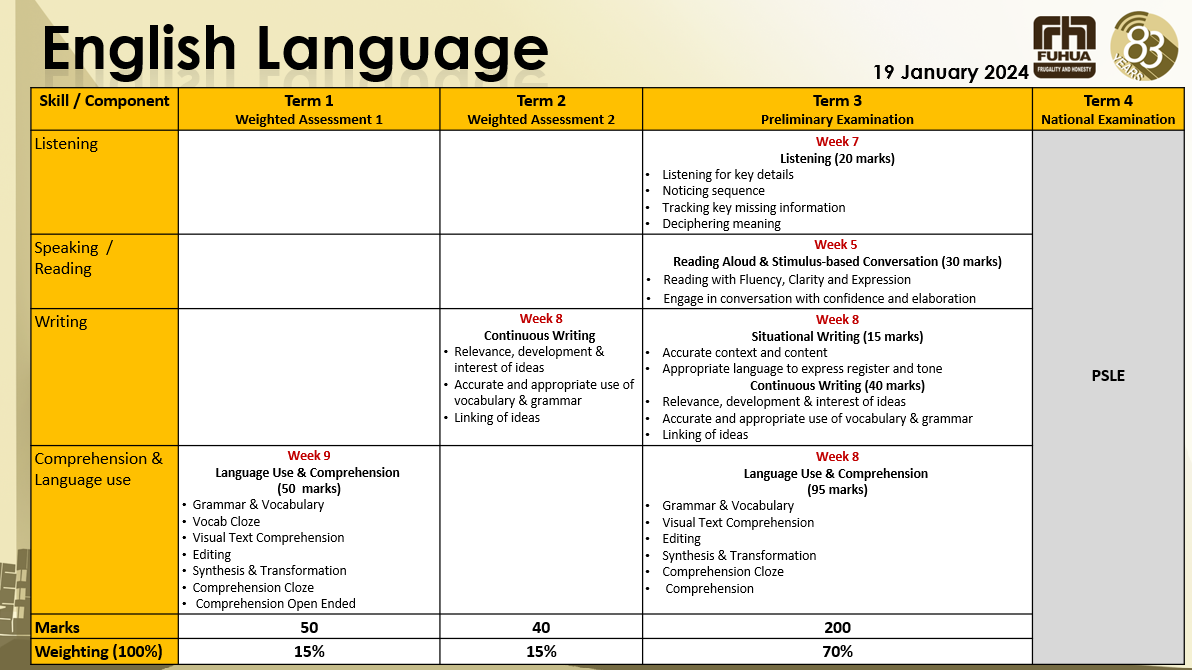 English Language
19 January 2024
FUHUA
FRUGALITY AND HONESTY
83
YEARS
Skill / Component
Term 1
Weighted Assessment 1
Term 2
Weighted Assessment 2
Term 3
Preliminary Examination
Term 4
National Examination
Listening
Week 7
Listening (20 marks)
• Listening for key details
• Noticing sequence
• Tracking key missing information
• Deciphering meaning
Speaking /
Reading
Week 5
Reading Aloud & Stimulus-based Conversation (30 marks)
• Reading with Fluency, Clarity and Expression
• Engage in conversation with confidence and elaboration
Writing
Week 8
Continuous Writing
• Relevance, development &
interest of ideas
• Accurate and appropriate use of
vocabulary & grammar
• Linking of ideas
Week 8
Situational Writing (15 marks)
• Accurate context and content
• Appropriate language to express register and tone
Continuous Writing (40 marks)
• Relevance, development & interest of ideas
• Accurate and appropriate use of vocabulary & grammar
• Linking of ideas
PSLE
Comprehension &
Language use
Week 9
Language Use & Comprehension
(50 marks)
• Grammar & Vocabulary
• Vocab Cloze
• Visual Text Comprehension
• Editing
• Synthesis & Transformation
• Comprehension Cloze
• Comprehension Open Ended
Week 8
Language Use & Comprehension
(95 marks)
• Grammar & Vocabulary
• Visual Text Comprehension
• Editing
• Synthesis & Transformation
• Comprehension Cloze
• Comprehension
Marks
50
40
200
Weighting (100%)
15%
15%
70%